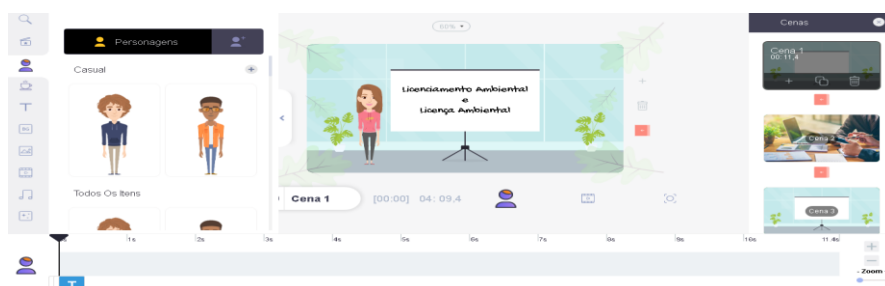 Personagens
Casual
Todos Os Itens
60%
Licenciamento Ambiental
e
Licença Ambiental
Cena 1
[00:00] 04:09,4
Cenas
Cena 1
00:11,4
Cena 2
Cena 3
1s 2s 3s 4s 5s 6s 7s 8s 9s 10s 11.4s
Zoom
T